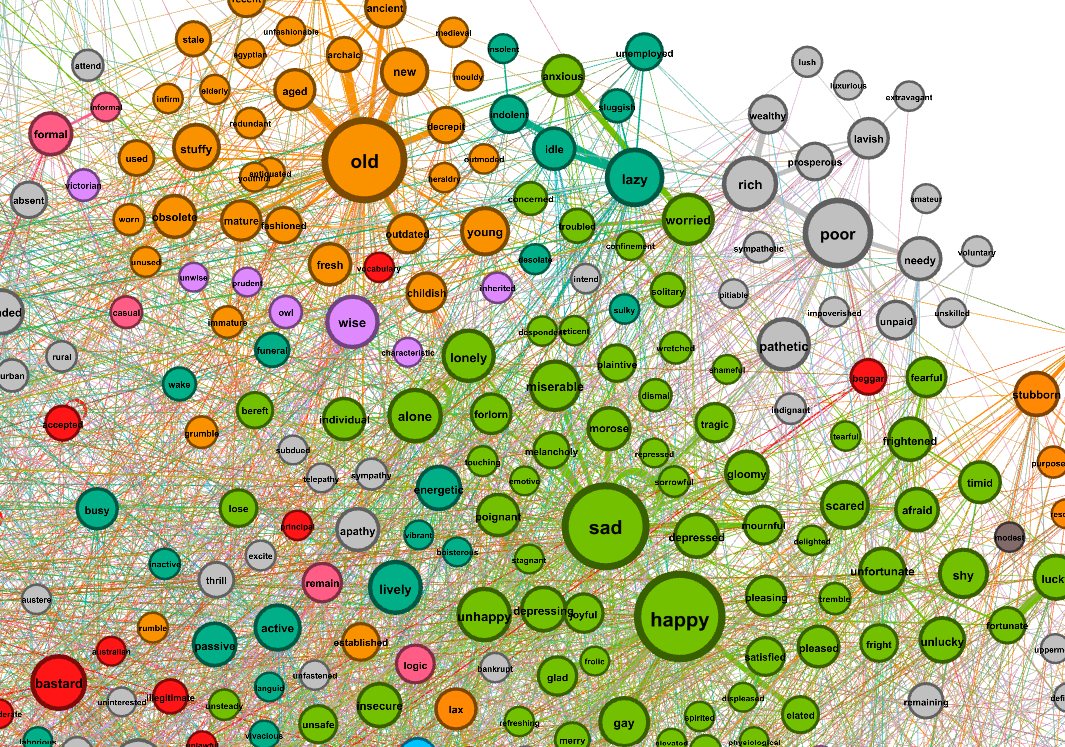 recent
ancient
unfashionable
medieval
stale
egyptian
archaic
insolent
unemployed
attend
new
mouldy
anxious
lush
aged
elderly
infirm
luxurious
extravagant
informal
sluggish
indolent
wealthy
redundant
decrepit
formal
lavish
stuffy
idle
used
old
outmoded
prosperous
antiquated
youthful
heraldry
lazy
rich
victorian
absent
concerned
amateur
worn
obsolete
mature
fashioned
troubled
worried
outdated
young
poor
confinement
sympathetic
voluntary
unused
fresh
vocabulary
desolate
needy
unwise
prudent
childish
inherited
intend
solitary
pitiable
casual
owl
sulky
impoverished
unskilled
immature
wise
unpaid
despondent
reticent
funeral
characteristic
pathetic
wretched
rural
lonely
plaintive
shameful
urban
wake
miserable
beggar
fearful
dismal
stubborn
bereft
individual
alone
forlorn
indignant
accepted
grumble
morose
tragic
tearful
frightened
subdued
melancholy
repressed
touching
purpose
telepathy
sympathy
emotive
sorrowful
gloomy
timid
energetic
busy
lose
poignant
scared
afraid
principal
apathy
sad
mournful
vibrant
depressed
modest
delighted
boisterous
excite
stagnant
inactive
unfortunate
shy
thrill
remain
lively
lucky
austere
pleasing
tremble
joyful
depressing
unhappy
happy
rumble
active
fortunate
passive
established
unlucky
australian
pleased
fright
satisfied
logic
frolic
bankrupt
unfastened
glad
bastard
languid
displeased
illegitimate
uninterested
unsteady
insecure
lax
remaining
spirited
elated
unsafe
refreshing
gay
vivacious
merry
elevated
physiological
laborious
unlawful